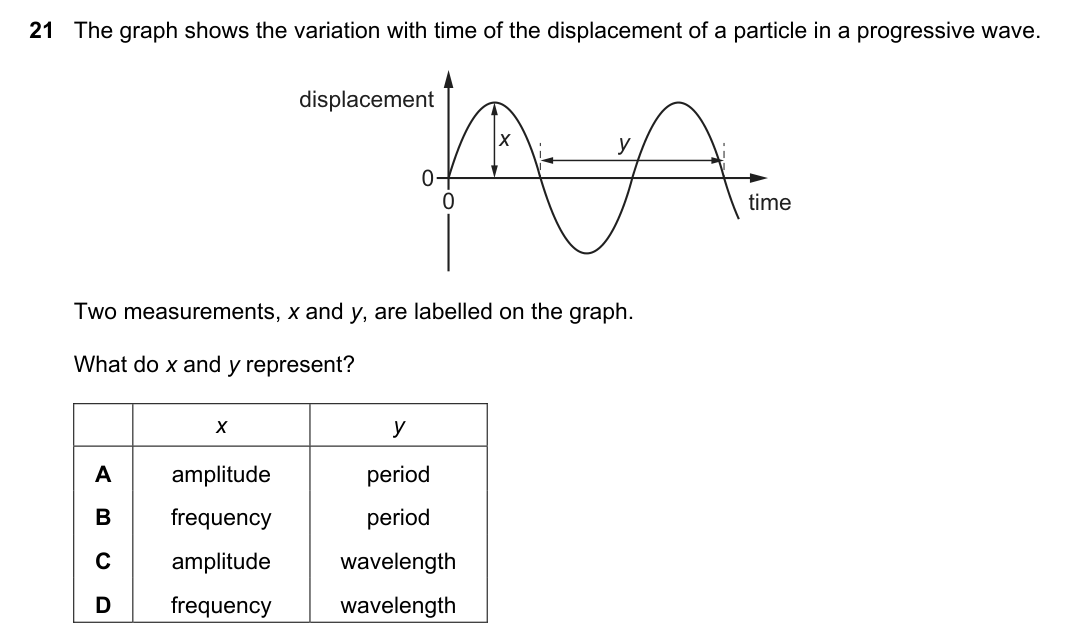 21 The graph shows the variation with time of the displacement of a particle in a progressive wave.
displacement
x
y
0
0
time
Two measurements, x and y, are labelled on the graph.
What do x and y represent?
x y
A amplitude period
B frequency period
C amplitude wavelength
D frequency wavelength